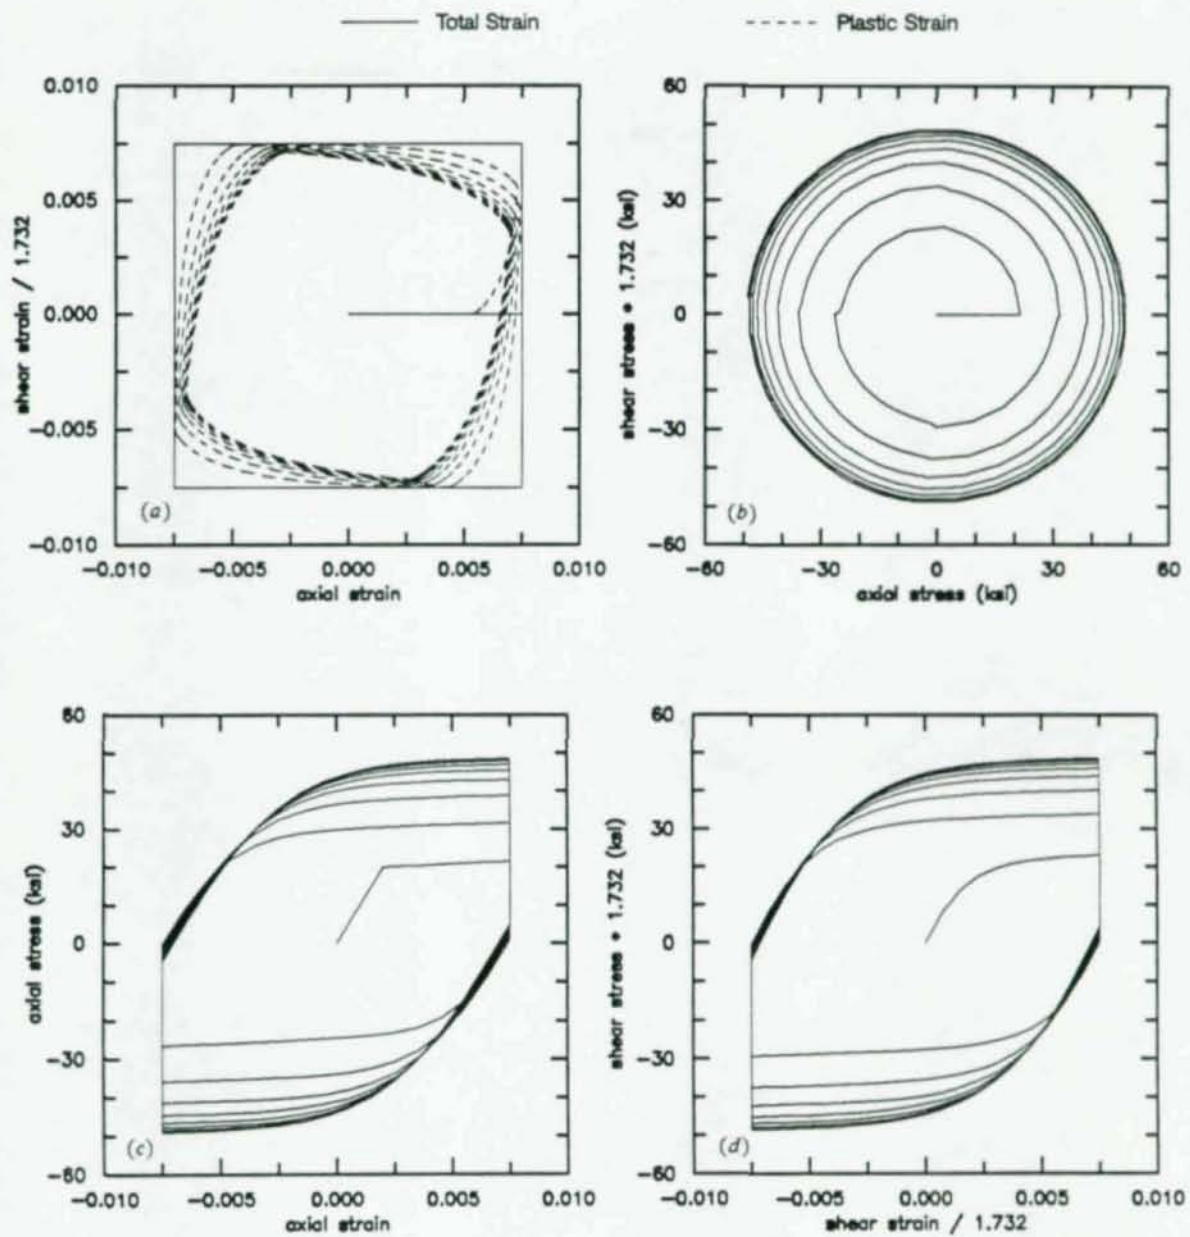 Total Strain
Plastic Strain
0.010
0.005
0.000
−0.005
−0.010
shear strain / 1.732
(a)
−0.010
−0.005
0.000
0.005
0.010
axial strain
60
30
0
−30
−60
shear stress * 1.732 (ksi)
(b)
−60
−30
0
30
60
axial stress (ksi)
60
30
0
−30
−60
axial stress (ksi)
(c)
−0.010
−0.005
0.000
0.005
0.010
axial strain
60
30
0
−30
−60
shear stress * 1.732 (ksi)
(d)
−0.010
−0.005
0.000
0.005
0.010
shear strain / 1.732